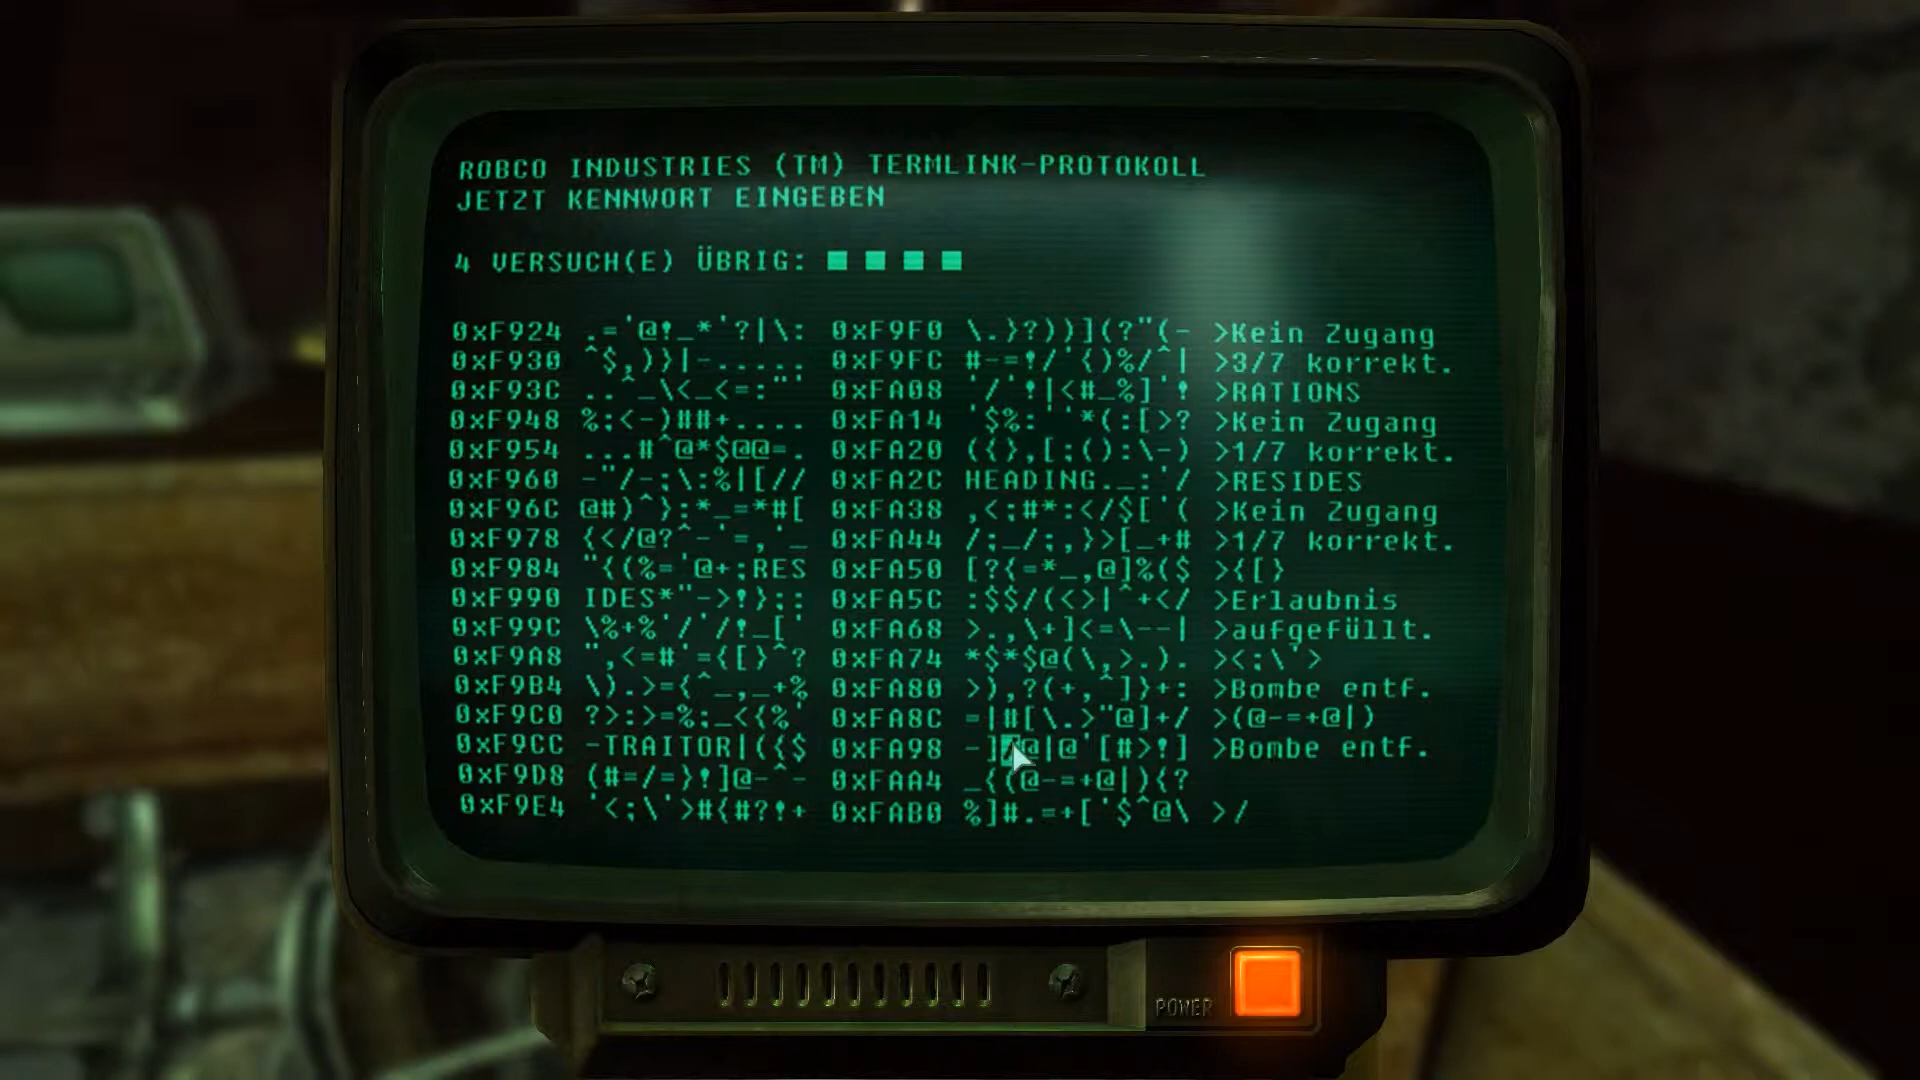 ROBCO INDUSTRIES (TM) TERMLINK-PROTOKOLL
JETZT KENNWORT EINGEBEN
4 VERSUCH(E) ÜBRIG: ■ ■ ■ ■
0xF924 .='@!_*'?|\: 0xF9F0 \.}?))](?"(- >Kein Zugang
0xF930 ^$,)}|-..... 0xF9FC #-=!/'{)%/^| >3/7 korrekt.
0xF93C ..^_\<_<=:"' 0xFA08 '/'!|<#_%]'! >RATIONS
0xF948 %;<-)##+.... 0xFA14 '$%:''*(:[>? >Kein Zugang
0xF954 ...#^@*$@@=. 0xFA20 ({},[;():\-) >1/7 korrekt.
0xF960 -"/-;\:%|[// 0xFA2C HEADING._:'/ >RESIDES
0xF96C @#)^}:*_=*#[ 0xFA38 ,<;#*:</$['( >Kein Zugang
0xF978 {</@?^-'=,'_ 0xFA44 /;_/;,}>[_+# >1/7 korrekt.
0xF984 "{(%='@+;RES 0xFA50 [?{=*_,@]%($ >{[}
0xF990 IDES*"->!};: 0xFA5C :$$/(<>|^+</ >Erlaubnis
0xF99C \%+%'/'/!_[' 0xFA68 >.,\+]<=\--| >aufgefüllt.
0xF9A8 ",<=#'={[}^? 0xFA74 *$*$@(\,>.). ><;\'>
0xF9B4 \).>={^_,_+% 0xFA80 >),?(+,^]}+: >Bombe entf.
0xF9C0 ?>:>=%;_<{%' 0xFA8C =|#[\.>"@]+/ >(@-=+@|)
0xF9CC -TRAITOR|({$ 0xFA98 -]/@|@'[#>!] >Bombe entf.
0xF9D8 (#=/=}!]@-^- 0xFAA4 _{(@-=+@|){?
0xF9E4 '<;\'>#{#?!+ 0xFAB0 %]#.=+['$^@\ >/
POWER